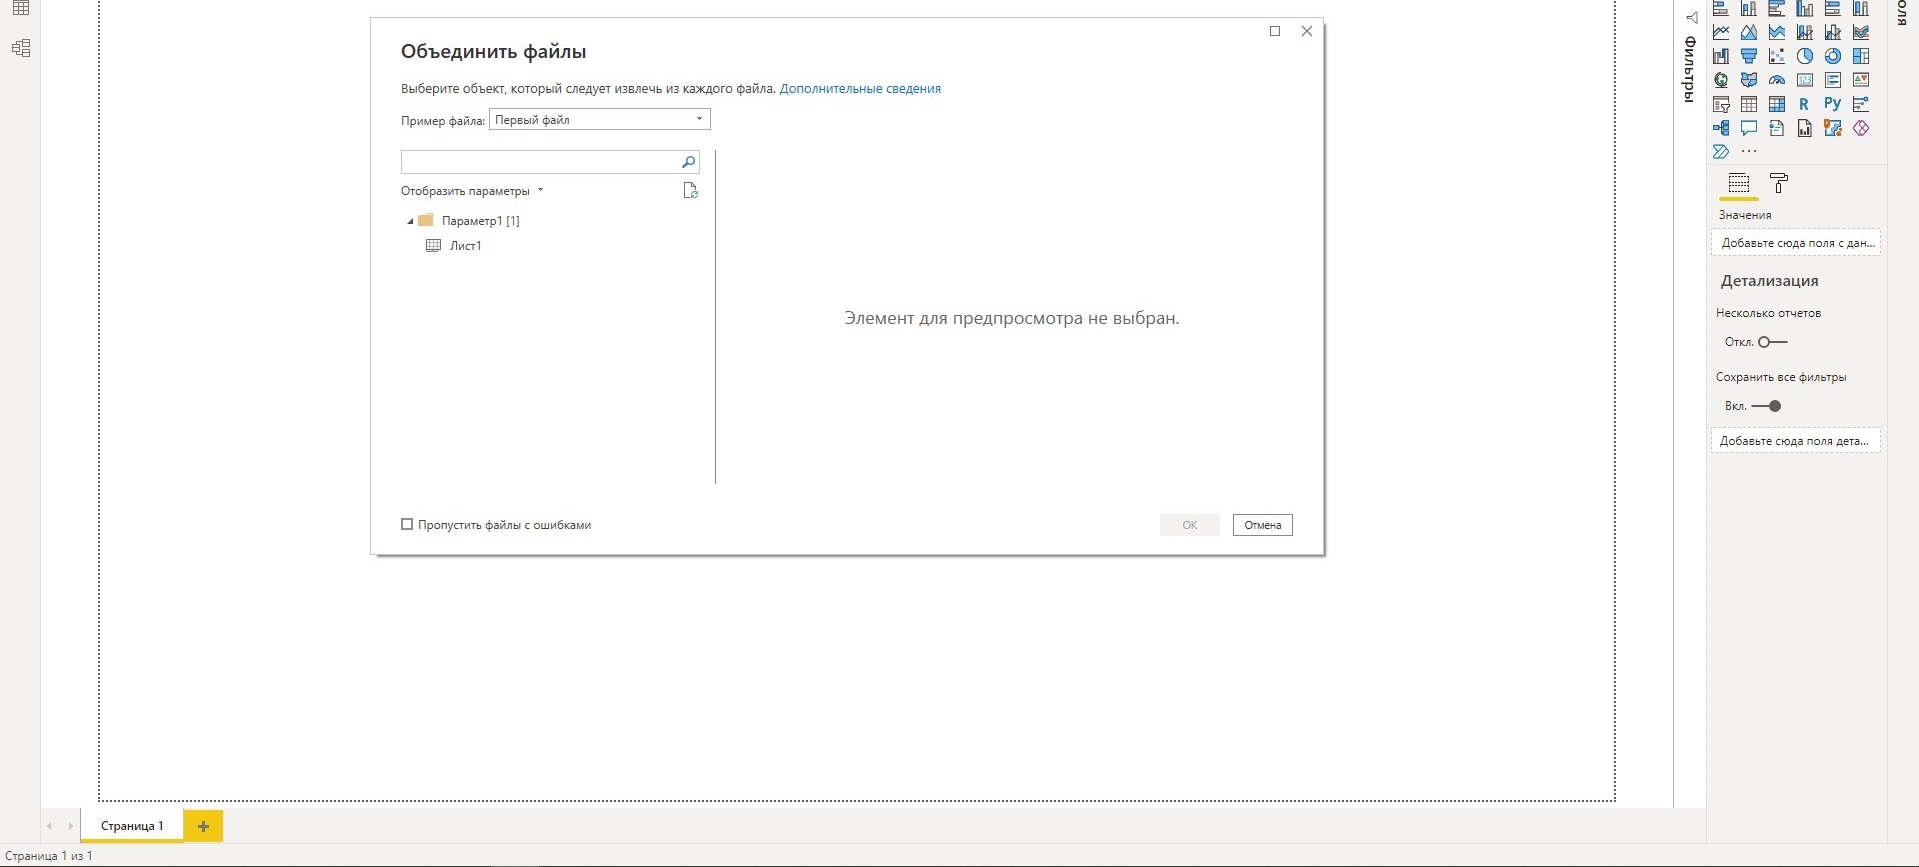 Объединить файлы
Выберите объект, который следует извлечь из каждого файла. Дополнительные сведения
Пример файла: Первый файл
Отобразить параметры
Параметр1 [1]
Лист1
Элемент для предпросмотра не выбран.
Пропустить файлы с ошибками
ОК
Отмена
Фильтры
123
R
Py
...
Значения
Добавьте сюда поля с дан...
Детализация
Несколько отчетов
Откл.
Сохранить все фильтры
Вкл.
Добавьте сюда поля дета...
оля
Страница 1
Страница 1 из 1